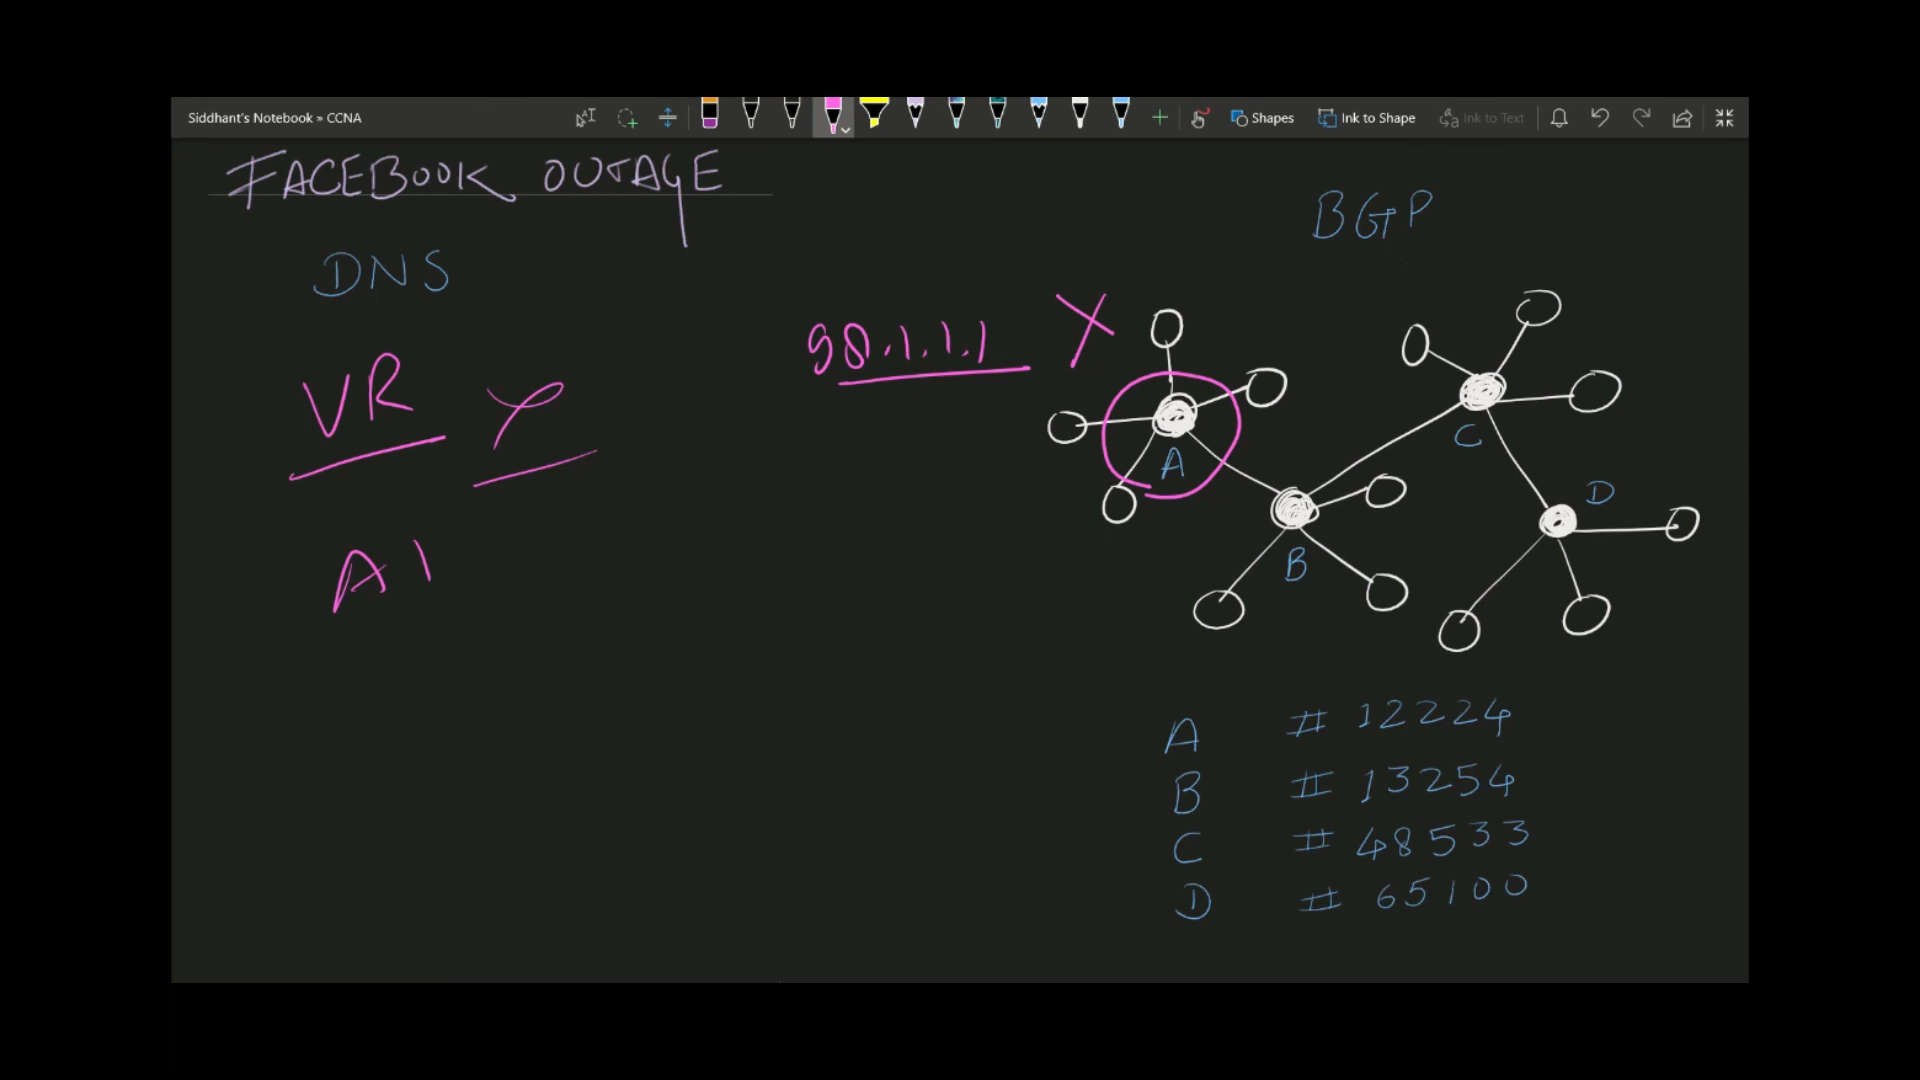 Siddhant's Notebook » CCNA
Shapes
Ink to Shape
Ink to Text
FACEBOOK OUTAGE
DNS
BGP
98.1.1.1 X
VR
A
B
C
D
A # 12224
B # 13254
C # 48533
D # 65100